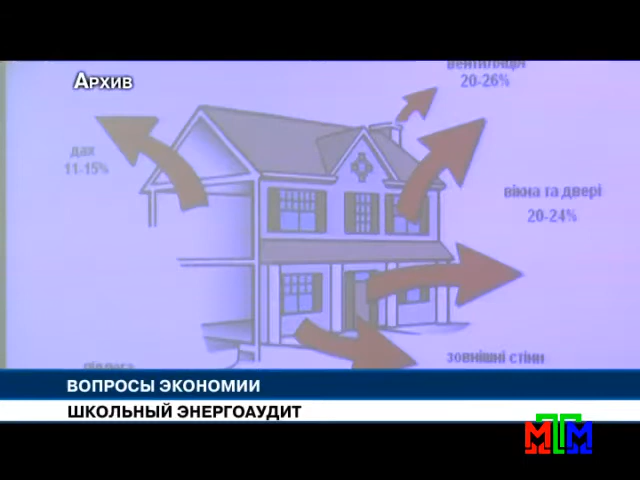 Архив
вентиляція
20-26%
дах
11-15%
вікна та двері
20-24%
зовнішні стіни
підлога
ВОПРОСЫ ЭКОНОМИИ
ШКОЛЬНЫЙ ЭНЕРГОАУДИТ
МТМ